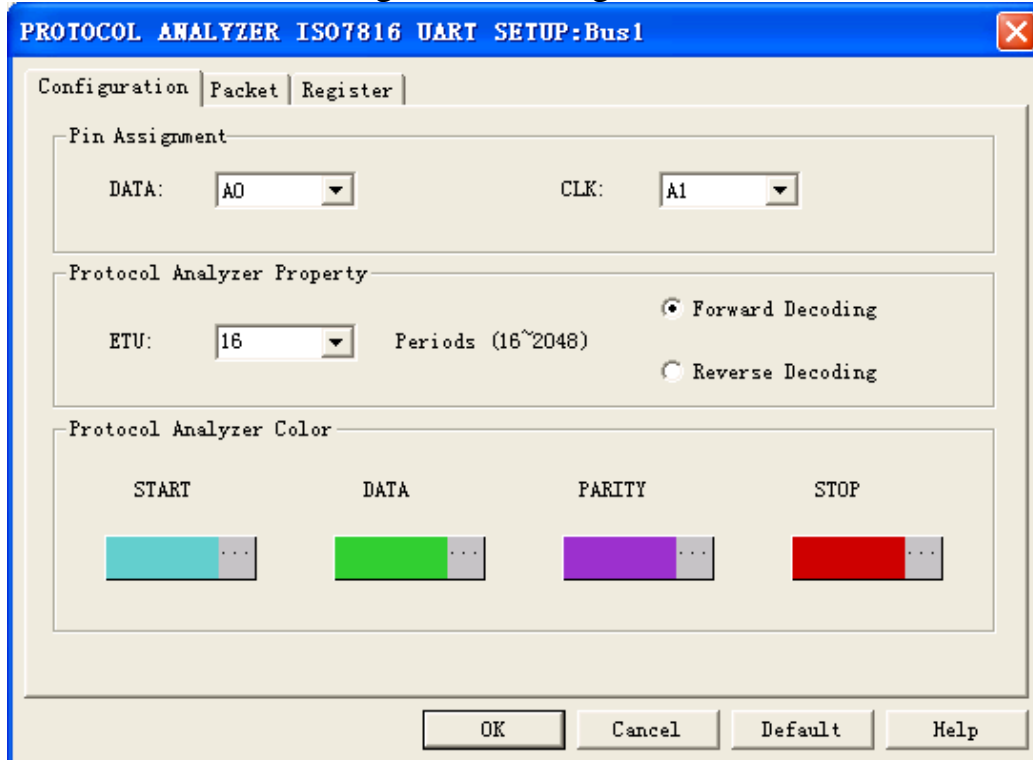 PROTOCOL ANALYZER ISO7816 UART SETUP:Bus1
Configuration Packet Register
Pin Assignment
DATA: A0 CLK: A1
Protocol Analyzer Property
Forward Decoding
ETU: 16 Periods (16~2048)
Reverse Decoding
Protocol Analyzer Color
START DATA PARITY STOP
... ... ... ...
OK Cancel Default Help